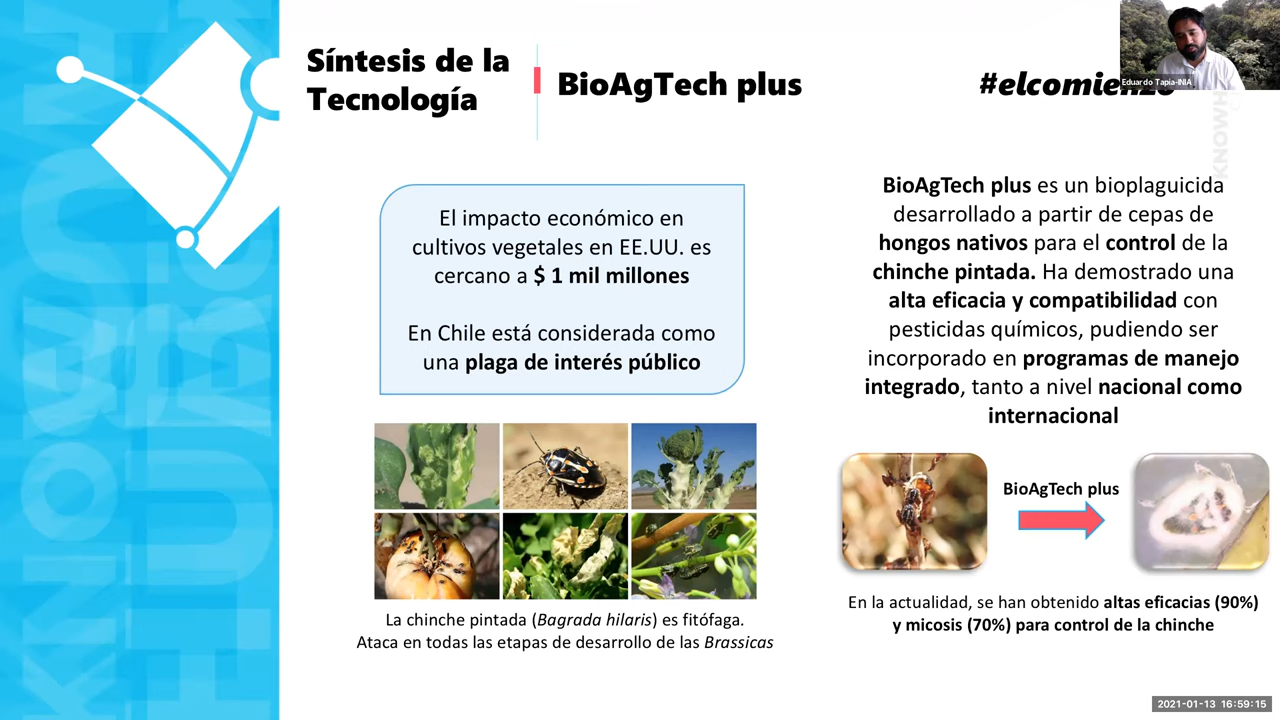 Síntesis de la
Tecnología
BioAgTech plus
Eduardo Tapia-INIA
KNOWH
El impacto económico en
cultivos vegetales en EE.UU. es
cercano a $ 1 mil millones
En Chile está considerada como
una plaga de interés público
La chinche pintada (Bagrada hilaris) es fitófaga.
Ataca en todas las etapas de desarrollo de las Brassicas
BioAgTech plus es un bioplaguicida
desarrollado a partir de cepas de
hongos nativos para el control de la
chinche pintada. Ha demostrado una
alta eficacia y compatibilidad con
pesticidas químicos, pudiendo ser
incorporado en programas de manejo
integrado, tanto a nivel nacional como
internacional
BioAgTech plus
En la actualidad, se han obtenido altas eficacias (90%)
y micosis (70%) para control de la chinche
2021-01-13 16:59:15